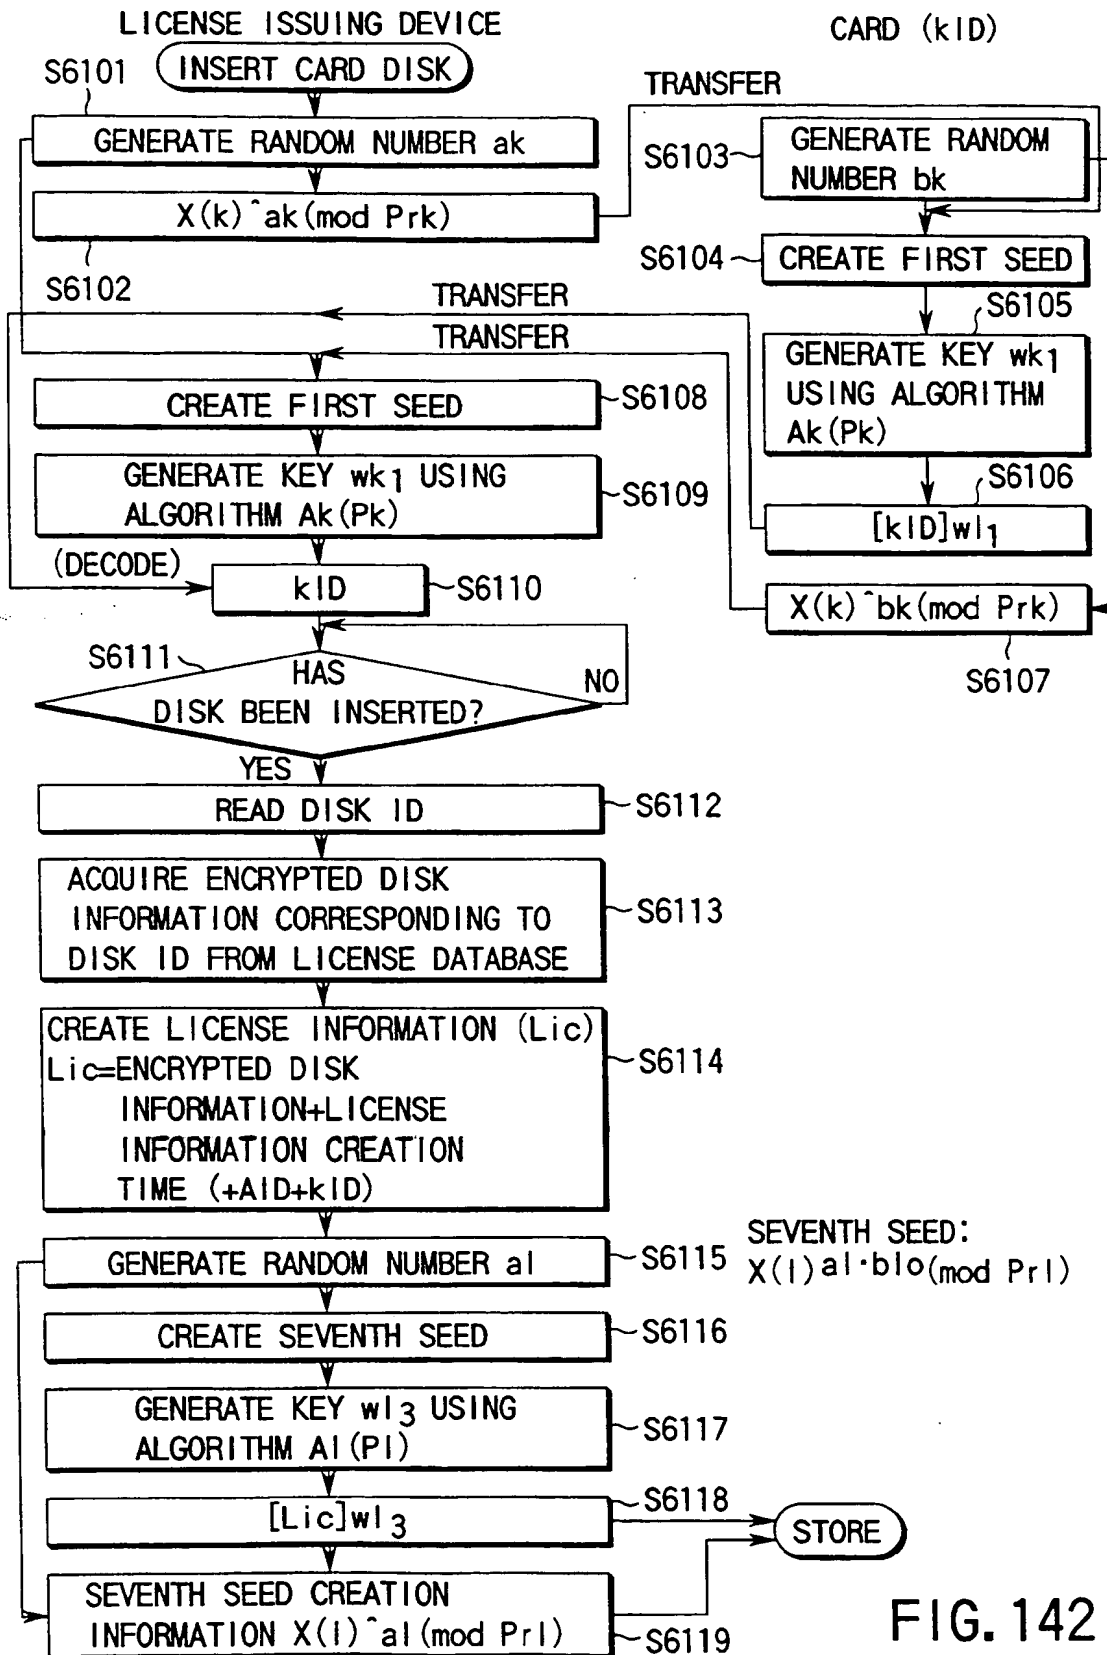 LICENSE ISSUING DEVICE
CARD (kID)
INSERT CARD DISK
S6101
TRANSFER
GENERATE RANDOM NUMBER ak
S6103
GENERATE RANDOM
NUMBER bk
X(k)^ak(mod Prk)
S6102
S6104
CREATE FIRST SEED
TRANSFER
S6105
TRANSFER
GENERATE KEY wk1
USING ALGORITHM
Ak(Pk)
CREATE FIRST SEED
S6108
GENERATE KEY wk1 USING
ALGORITHM Ak(Pk)
S6109
S6106
[kID]wl1
(DECODE)
kID
S6110
X(k)^bk(mod Prk)
S6107
S6111
HAS
DISK BEEN INSERTED?
NO
YES
READ DISK ID
S6112
ACQUIRE ENCRYPTED DISK
INFORMATION CORRESPONDING TO
DISK ID FROM LICENSE DATABASE
S6113
CREATE LICENSE INFORMATION (Lic)
Lic=ENCRYPTED DISK
INFORMATION+LICENSE
INFORMATION CREATION
TIME (+AID+kID)
S6114
GENERATE RANDOM NUMBER al
S6115
SEVENTH SEED:
X(l)al·blo(mod Prl)
CREATE SEVENTH SEED
S6116
GENERATE KEY wl3 USING
ALGORITHM Al(Pl)
S6117
[Lic]wl3
S6118
STORE
SEVENTH SEED CREATION
INFORMATION X(l)^al(mod Prl)
S6119
FIG. 142